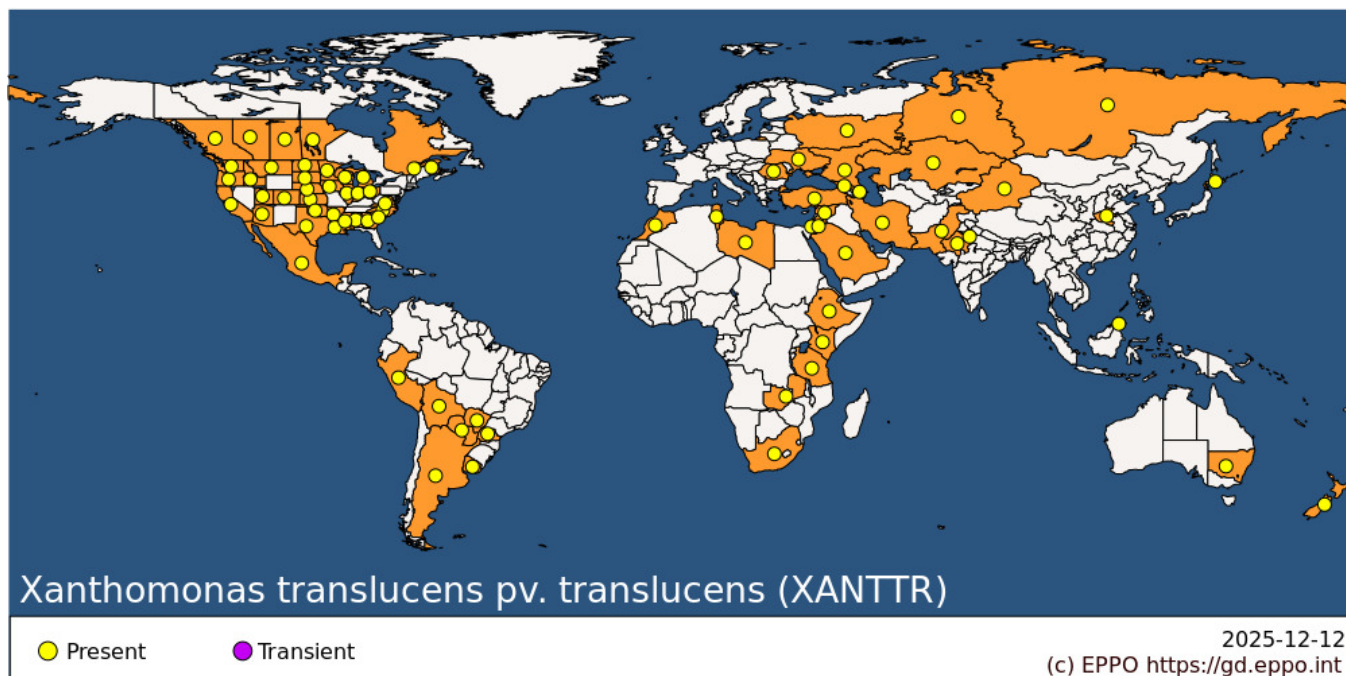 Xanthomonas translucens pv. translucens (XANTTR)
Present
Transient
2025-12-12
(c) EPPO https://gd.eppo.int